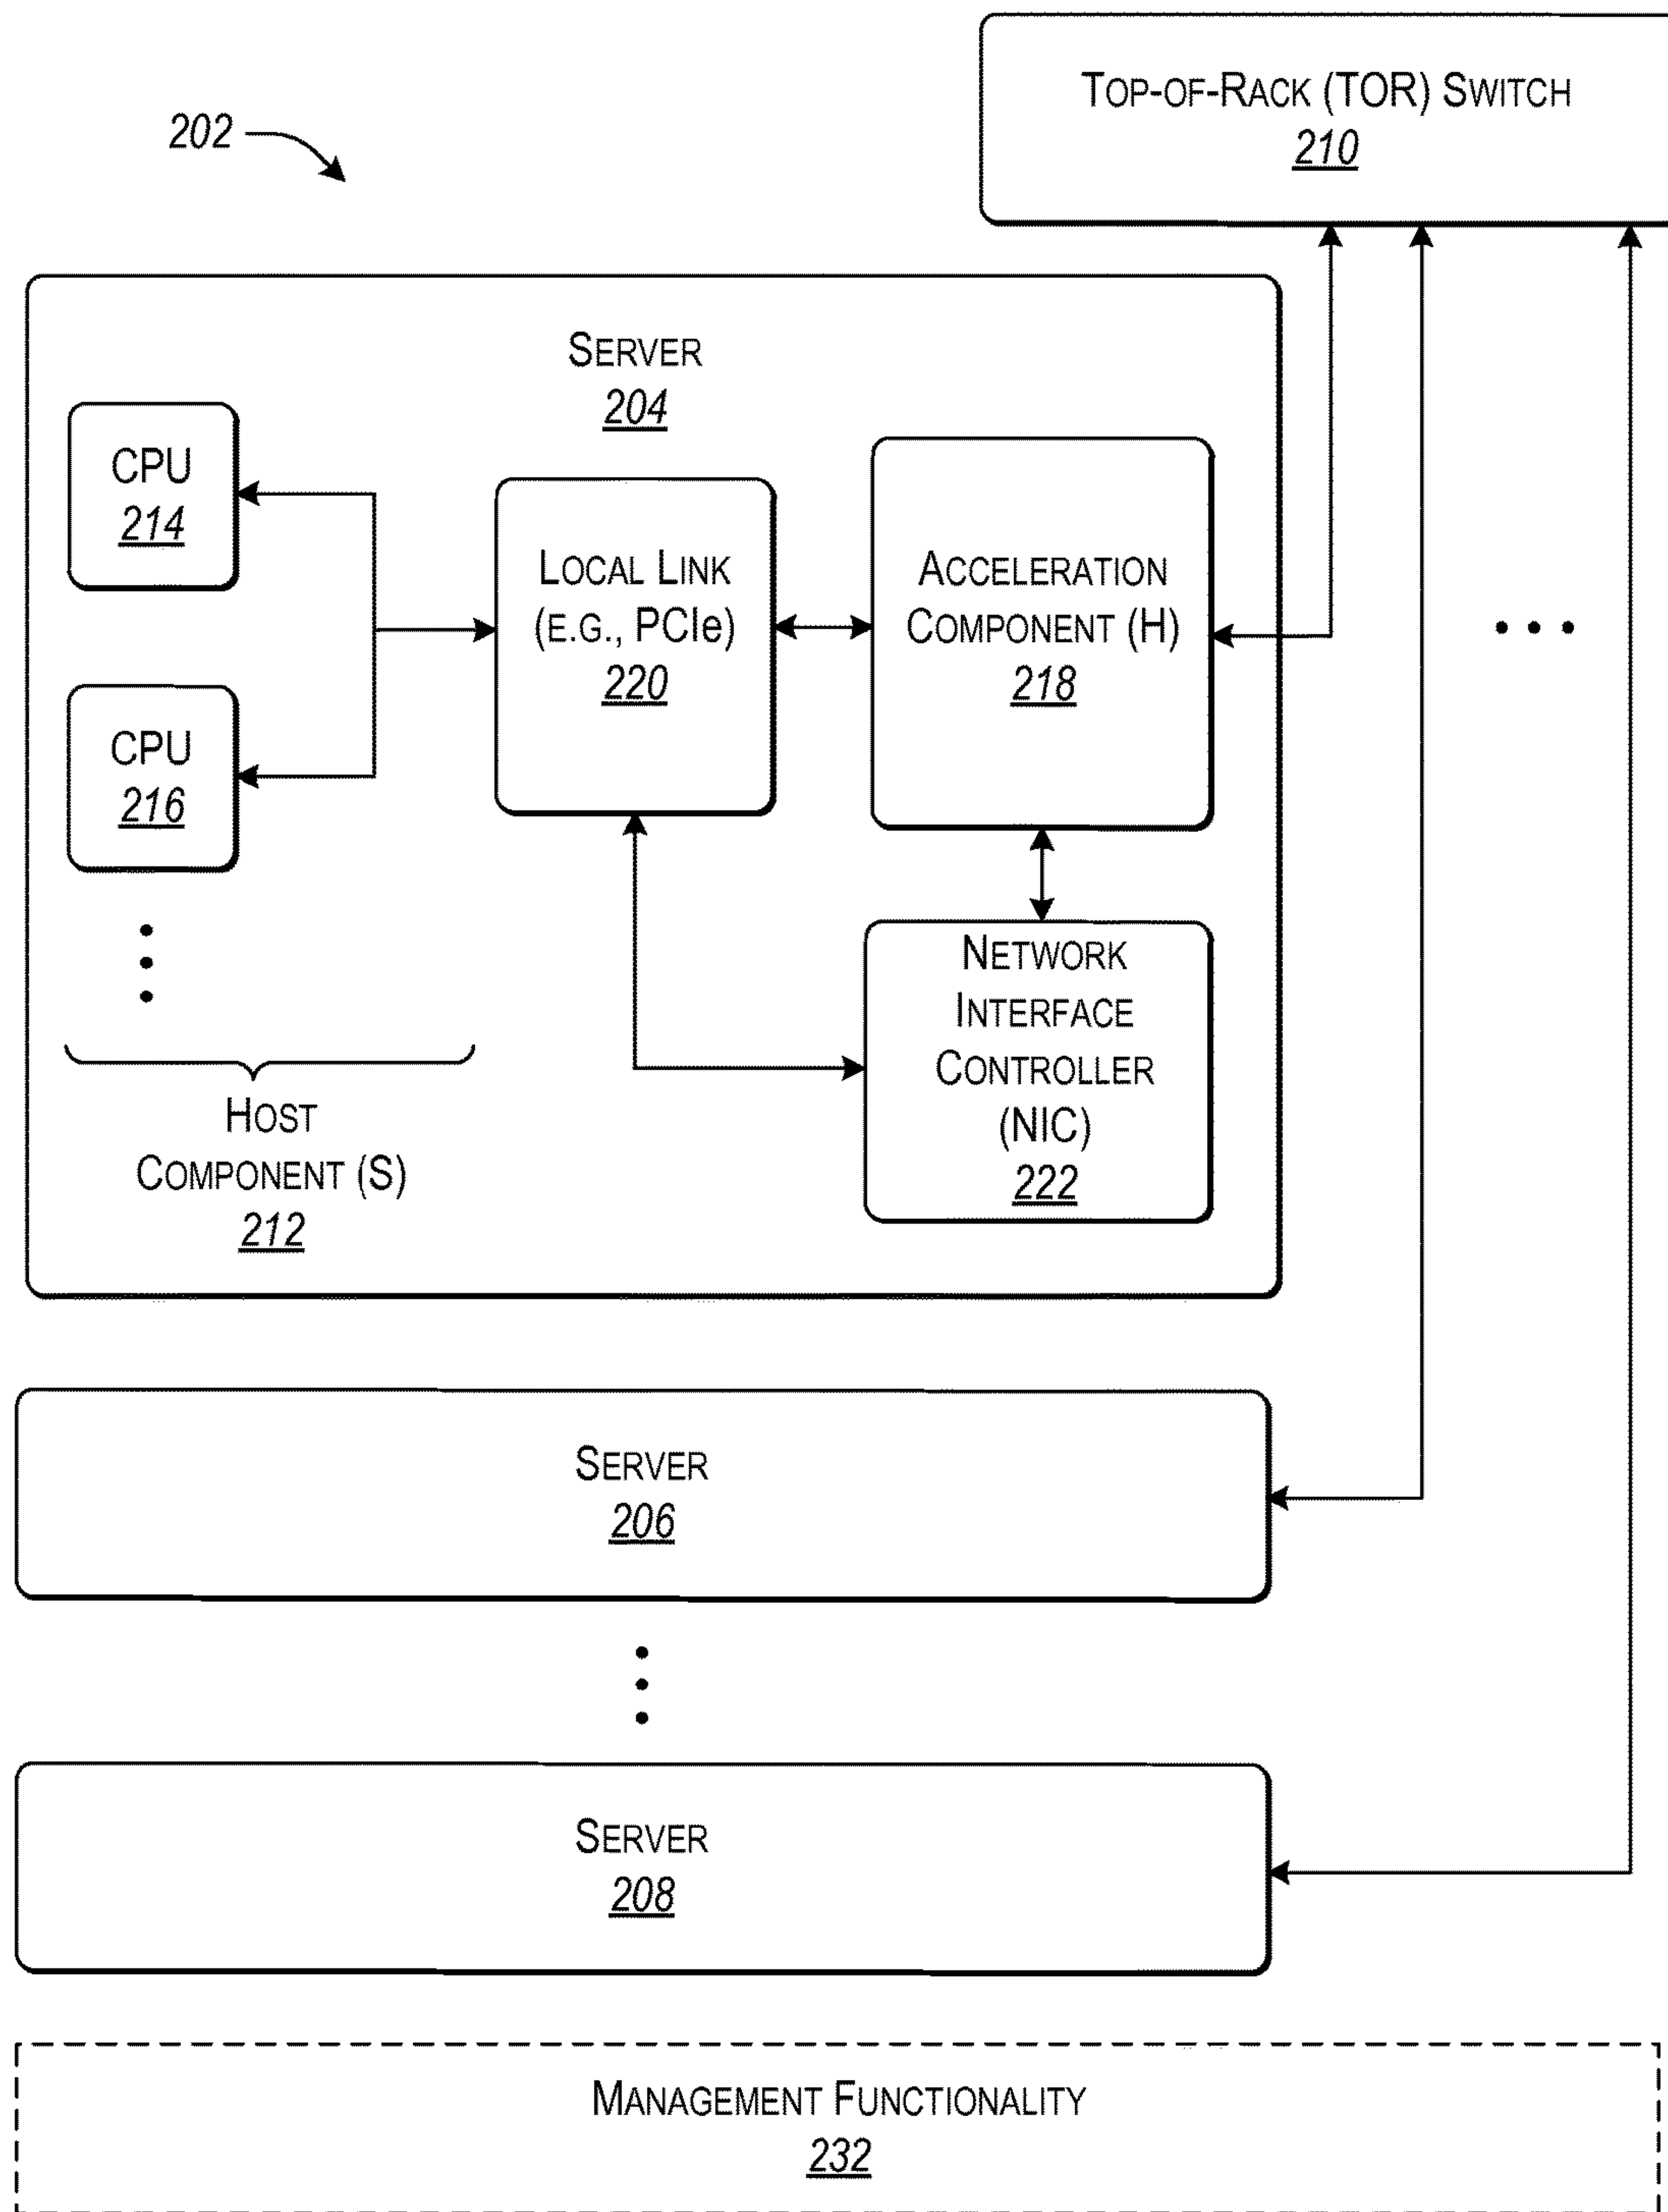 TOP-OF-RACK (TOR) SWITCH
210
202
SERVER
204
CPU
214
CPU
216
LOCAL LINK
(E.G., PCIe)
220
ACCELERATION
COMPONENT (H)
218
NETWORK
INTERFACE
CONTROLLER
(NIC)
222
HOST
COMPONENT (S)
212
SERVER
206
SERVER
208
MANAGEMENT FUNCTIONALITY
232